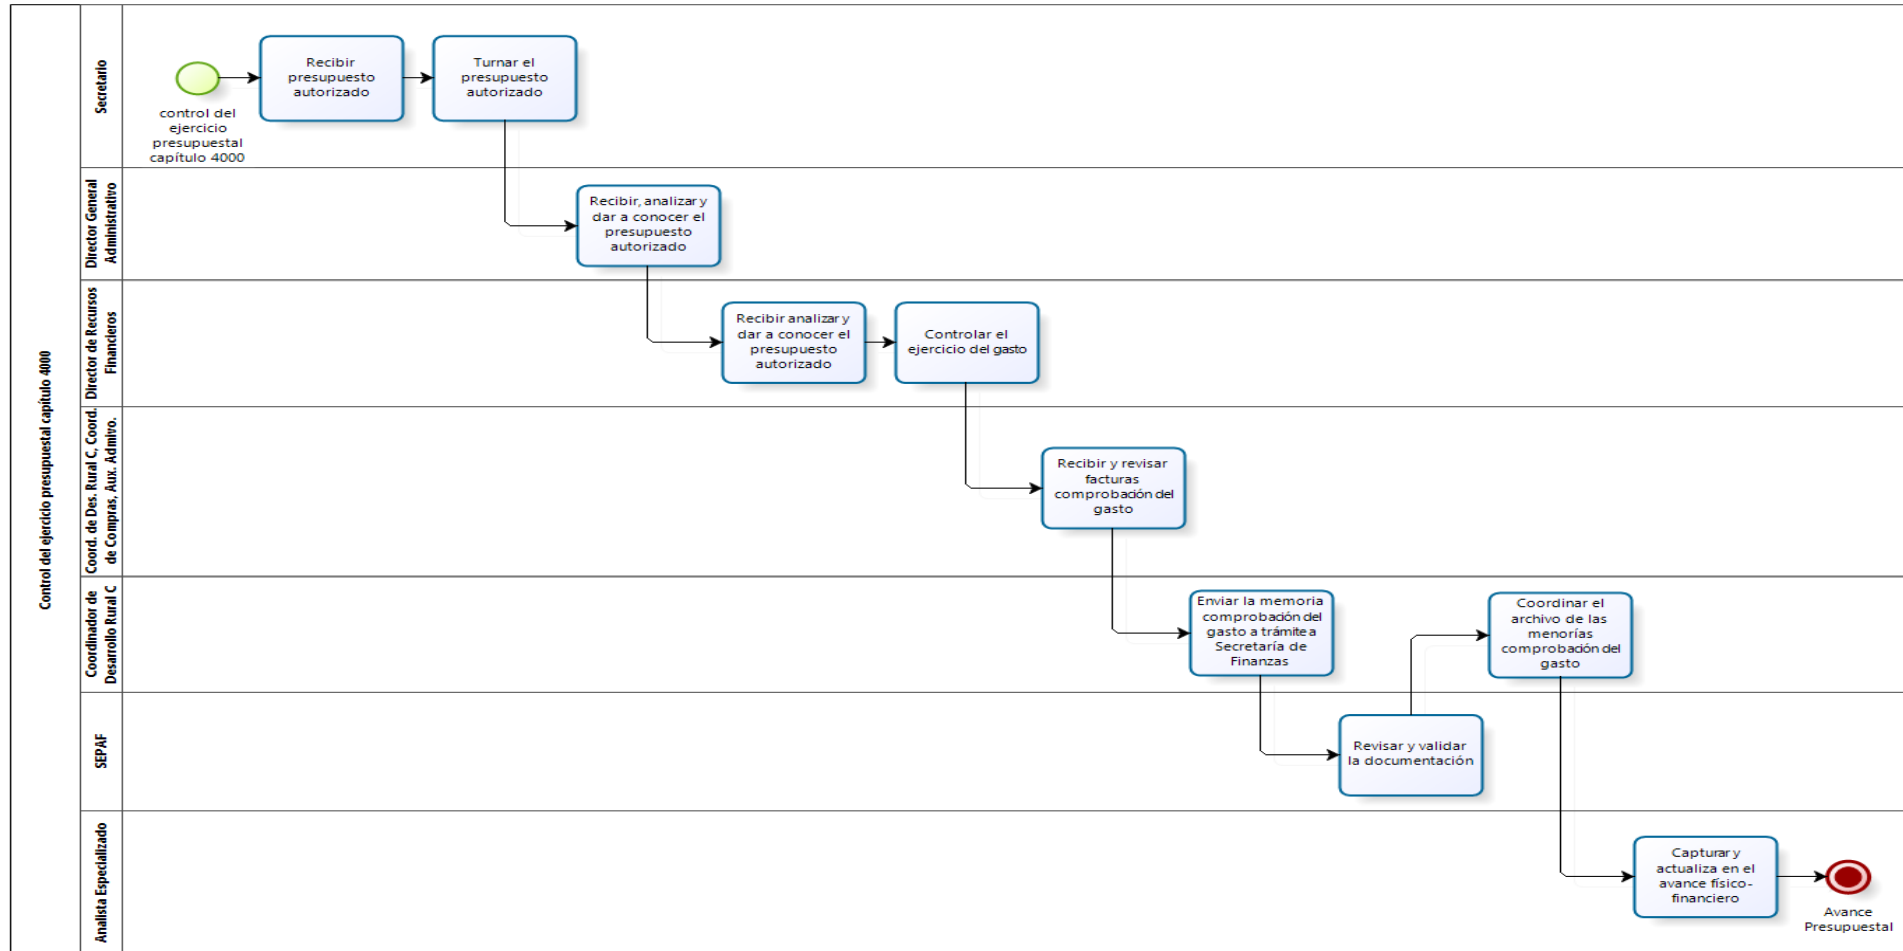 Control del ejercicio presupuestal capítulo 4000
Secretario
control del
ejercicio
presupuestal
capítulo 4000
Recibir
presupuesto
autorizado
Turnar el
presupuesto
autorizado
Director General
Administrativo
Recibir, analizar y
dar a conocer el
presupuesto
autorizado
Director de Recursos
Financieros
Recibir analizar y
dar a conocer el
presupuesto
autorizado
Controlar el
ejercicio del gasto
Coord. de Des. Rural C, Coord.
de Compras, Aux. Admivo.
Recibir y revisar
facturas
comprobación del
gasto
Coordinador de
Desarrollo Rural C
Enviar la memoria
comprobación del
gasto a trámite a
Secretaría de
Finanzas
Coordinar el
archivo de las
menorías
comprobación del
gasto
SEPAF
Revisar y validar
la documentación
Analista Especializado
Capturar y
actualiza en el
avance físico-
financiero
Avance
Presupuestal